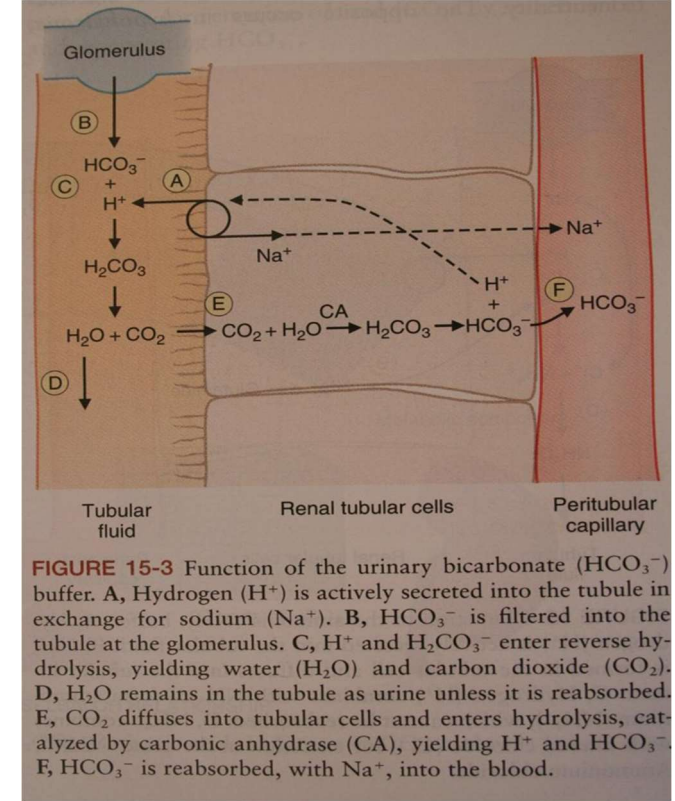 Glomerulus
B
HCO₃⁻
C
+
A
H⁺
Na⁺
Na⁺
H₂CO₃
H⁺
F
E
+
HCO₃⁻
CA
H₂O + CO₂
CO₂ + H₂O
H₂CO₃
HCO₃⁻
D
Tubular
fluid
Renal tubular cells
Peritubular
capillary
FIGURE 15-3 Function of the urinary bicarbonate (HCO₃⁻)
buffer. A, Hydrogen (H⁺) is actively secreted into the tubule in
exchange for sodium (Na⁺). B, HCO₃⁻ is filtered into the
tubule at the glomerulus. C, H⁺ and H₂CO₃⁻ enter reverse hy-
drolysis, yielding water (H₂O) and carbon dioxide (CO₂).
D, H₂O remains in the tubule as urine unless it is reabsorbed.
E, CO₂ diffuses into tubular cells and enters hydrolysis, cat-
alyzed by carbonic anhydrase (CA), yielding H⁺ and HCO₃⁻.
F, HCO₃⁻ is reabsorbed, with Na⁺, into the blood.